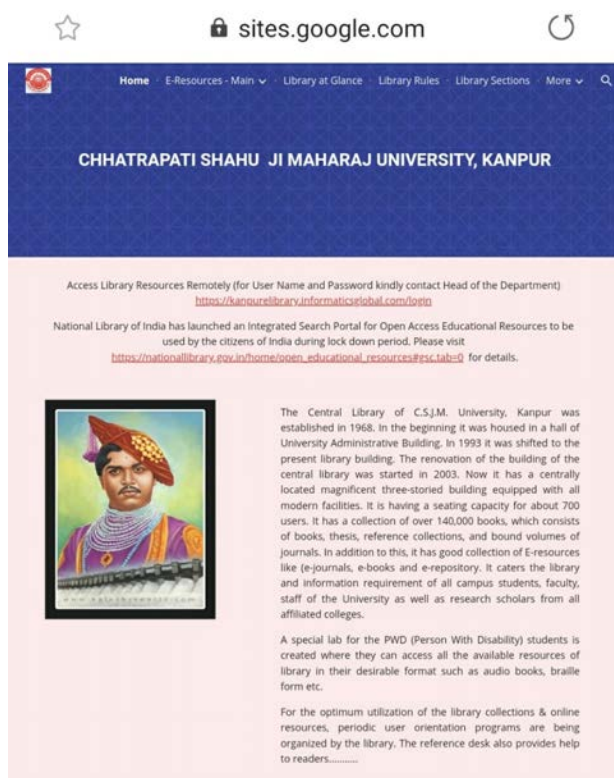 sites.google.com
Home · E-Resources - Main · Library at Glance · Library Rules · Library Sections · More
CHHATRAPATI SHAHU JI MAHARAJ UNIVERSITY, KANPUR
Access Library Resources Remotely (for User Name and Password kindly contact Head of the Department)
https://kanpurelibrary.informaticsglobal.com/login
National Library of India has launched an Integrated Search Portal for Open Access Educational Resources to be
used by the citizens of India during lock down period. Please visit
https://nationallibrary.gov.in/home/open_educational_resources#gsc.tab=0 for details.
The Central Library of C.S.J.M. University, Kanpur was
established in 1968. In the beginning it was housed in a hall of
University Administrative Building. In 1993 it was shifted to the
present library building. The renovation of the building of the
central library was started in 2003. Now it has a centrally
located magnificent three-storied building equipped with all
modern facilities. It is having a seating capacity for about 700
users. It has a collection of over 140,000 books, which consists
of books, thesis, reference collections, and bound volumes of
journals. In addition to this, it has good collection of E-resources
like (e-journals, e-books and e-repository. It caters the library
and information requirement of all campus students, faculty,
staff of the University as well as research scholars from all
affiliated colleges.
A special lab for the PWD (Person With Disability) students is
created where they can access all the available resources of
library in their desirable format such as audio books, braille
form etc.
For the optimum utilization of the library collections & online
resources, periodic user orientation programs are being
organized by the library. The reference desk also provides help
to readers...........